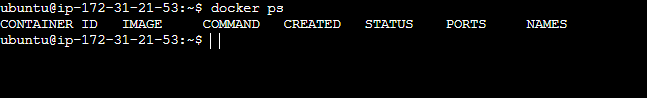 ubuntu@ip-172-31-21-53:~$ docker ps
CONTAINER ID   IMAGE     COMMAND   CREATED   STATUS    PORTS     NAMES
ubuntu@ip-172-31-21-53:~$